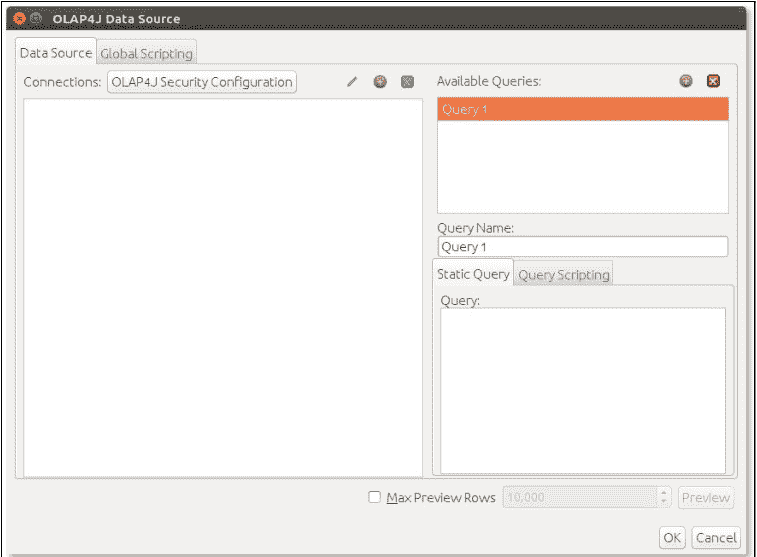 OLAP4J Data Source
Data Source Global Scripting
Connections: OLAP4J Security Configuration
Available Queries:
Query 1
Query Name:
Query 1
Static Query Query Scripting
Query:
Max Preview Rows 10,000 Preview
OK Cancel